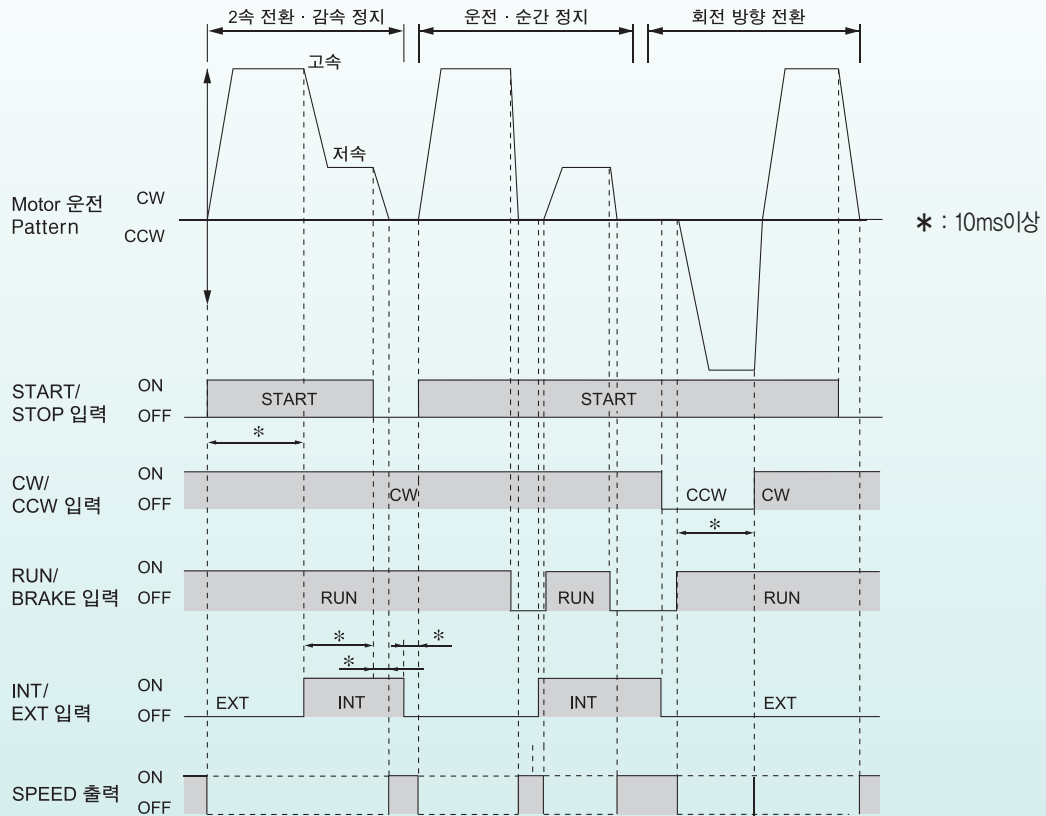 2속 전환 · 감속 정지
운전 · 순간 정지
회전 방향 전환
고속
저속
Motor 운전
Pattern
CW
CCW
* : 10ms이상
START/
STOP 입력
ON
OFF
START
START
*
CW/
CCW 입력
ON
OFF
CW
CCW
CW
*
RUN/
BRAKE 입력
ON
OFF
RUN
RUN
RUN
*
*
*
INT/
EXT 입력
ON
OFF
EXT
INT
INT
EXT
SPEED 출력
ON
OFF